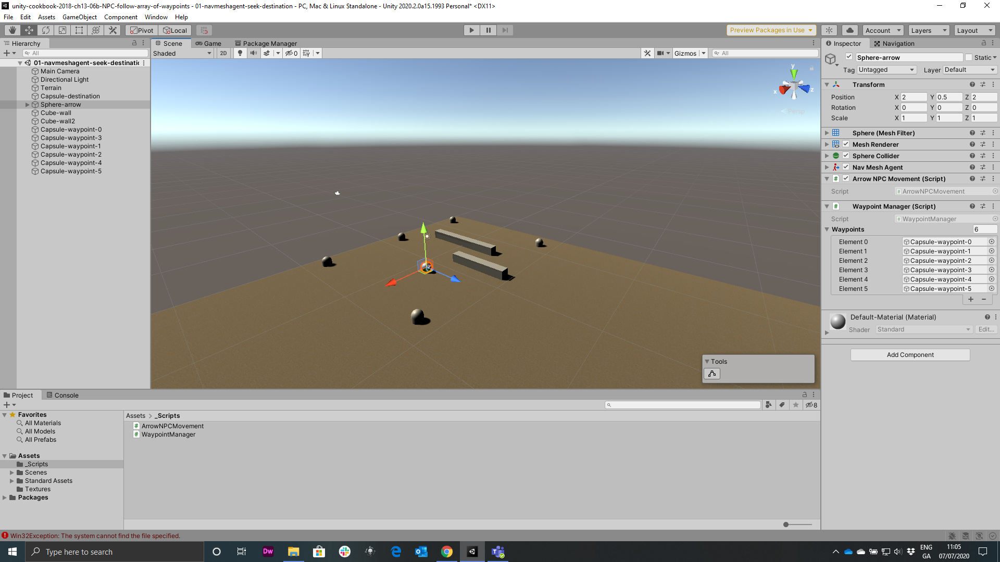 unity-cookbook-2018-ch13-06b-NPC-follow-array-of-waypoints - 01-navmeshagent-seek-destination - PC, Mac & Linux Standalone - Unity 2020.2.0a15.1993 Personal* <DX11>
File Edit Assets GameObject Component Window Help
Pivot Local Preview Packages in Use Account Layers Layout
Hierarchy
All
01-navmeshagent-seek-destinatic
Main Camera
Directional Light
Terrain
Capsule-destination
Sphere-arrow
Cube-wall
Cube-wall2
Capsule-waypoint-0
Capsule-waypoint-3
Capsule-waypoint-1
Capsule-waypoint-2
Capsule-waypoint-4
Capsule-waypoint-5
Scene Game Package Manager
Shaded 2D 0 Gizmos All
y
x z
Persp
Tools
Inspector Navigation
Sphere-arrow Static
Tag Untagged Layer Default
Transform
Position X 2 Y 0.5 Z 2
Rotation X 0 Y 0 Z 0
Scale X 1 Y 1 Z 1
Sphere (Mesh Filter)
Mesh Renderer
Sphere Collider
Nav Mesh Agent
# Arrow NPC Movement (Script)
Script # ArrowNPCMovement
# Waypoint Manager (Script)
Script # WaypointManager
Waypoints 6
Element 0 Capsule-waypoint-0
Element 1 Capsule-waypoint-1
Element 2 Capsule-waypoint-2
Element 3 Capsule-waypoint-3
Element 4 Capsule-waypoint-4
Element 5 Capsule-waypoint-5
+ −
Default-Material (Material)
Shader Standard Edit...
Add Component
Project Console
8
Favorites
All Materials
All Models
All Prefabs
Assets
_Scripts
Scenes
Standard Assets
Textures
Packages
Assets > _Scripts
# ArrowNPCMovement
# WaypointManager
Win32Exception: The system cannot find the file specified.
Type here to search
Dw
ENG
GA
11:05
07/07/2020